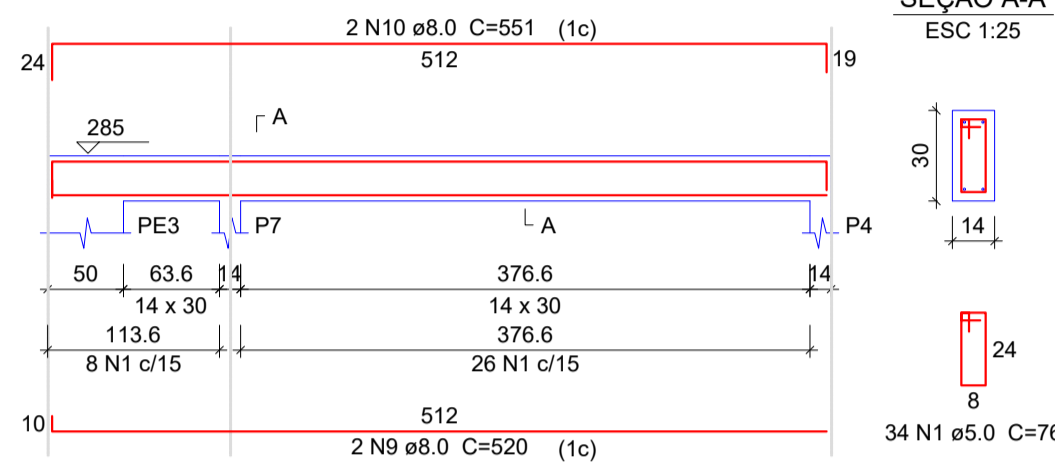 SEÇÃO A-A
ESC 1:25
2 N10 ø8.0 C=551 (1c)
24
512
19
A
285
30
PE3
P7
A
P4
14
50 63.6 14 376.6 14
14 x 30 14 x 30
113.6 376.6
8 N1 c/15 26 N1 c/15
24
8
10
512
2 N9 ø8.0 C=520 (1c)
34 N1 ø5.0 C=76